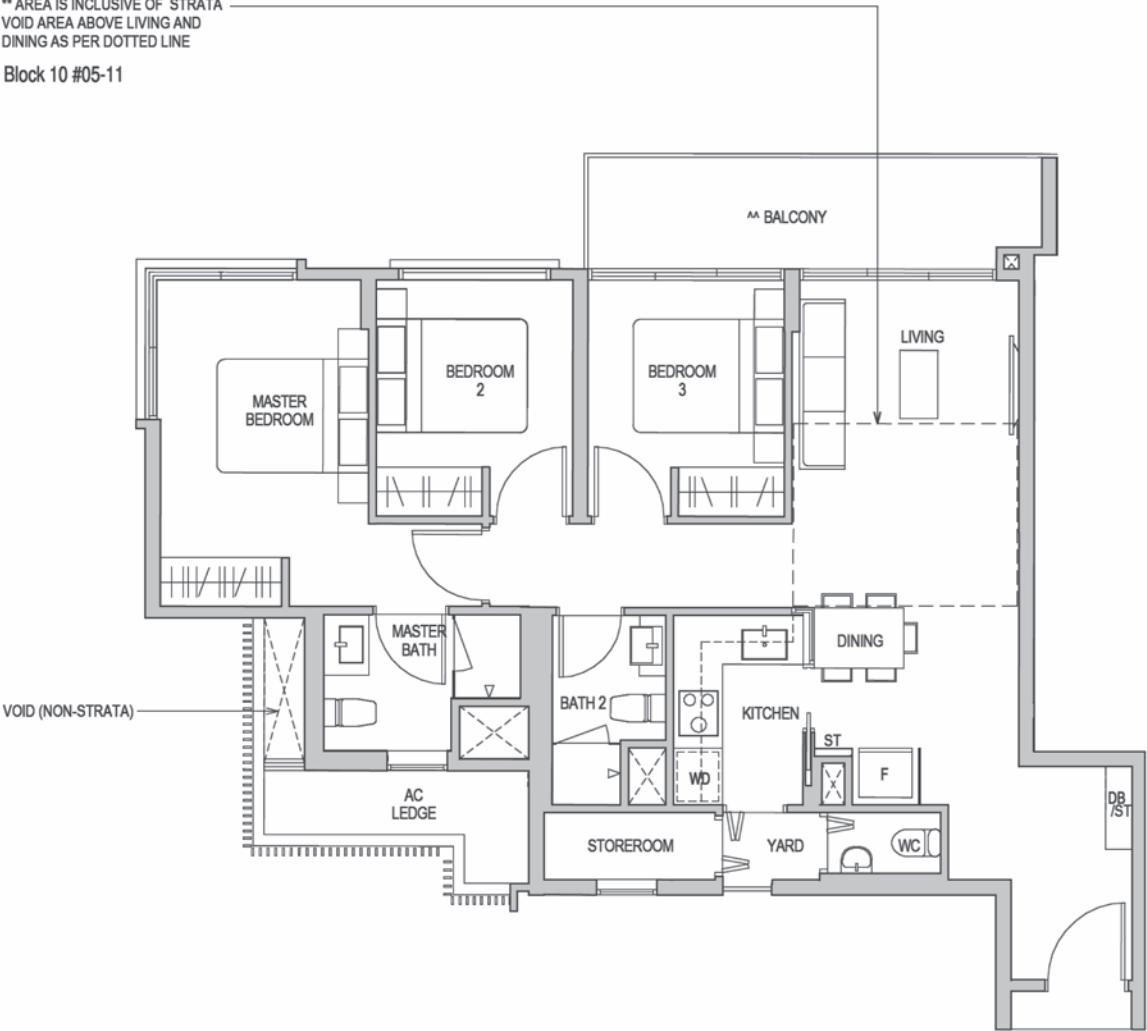 ** AREA IS INCLUSIVE OF STRATA
VOID AREA ABOVE LIVING AND
DINING AS PER DOTTED LINE
Block 10 #05-11
^^ BALCONY
LIVING
BEDROOM
2
BEDROOM
3
MASTER
BEDROOM
MASTER
BATH
DINING
BATH 2
KITCHEN
VOID (NON-STRATA)
ST
F
WD
AC
LEDGE
DB
/ST
STOREROOM
YARD
WC